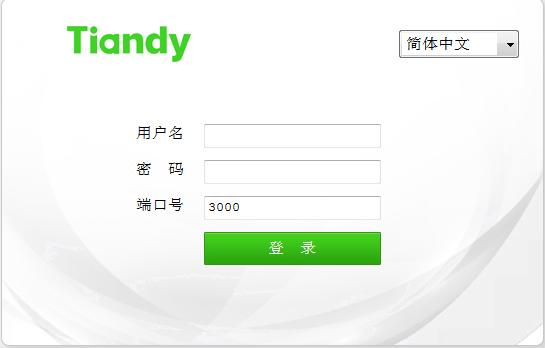 Tiandy
简体中文
用户名
密 码
端口号 3000
登 录